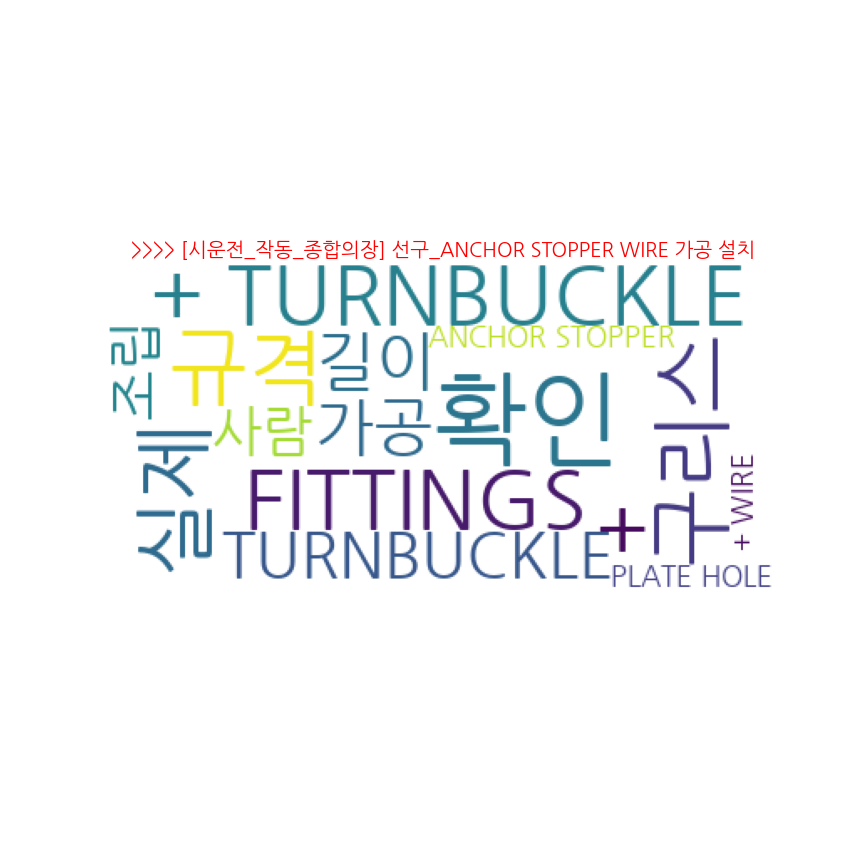 >>>> [시운전_작동_종합의장] 선구_ANCHOR STOPPER WIRE 가공 설치
+ TURNBUCKLE
ANCHOR STOPPER
조립
규격
길이
구리스
사람
가공
확인
실제
FITTINGS +
+ WIRE
TURNBUCKLE
PLATE HOLE